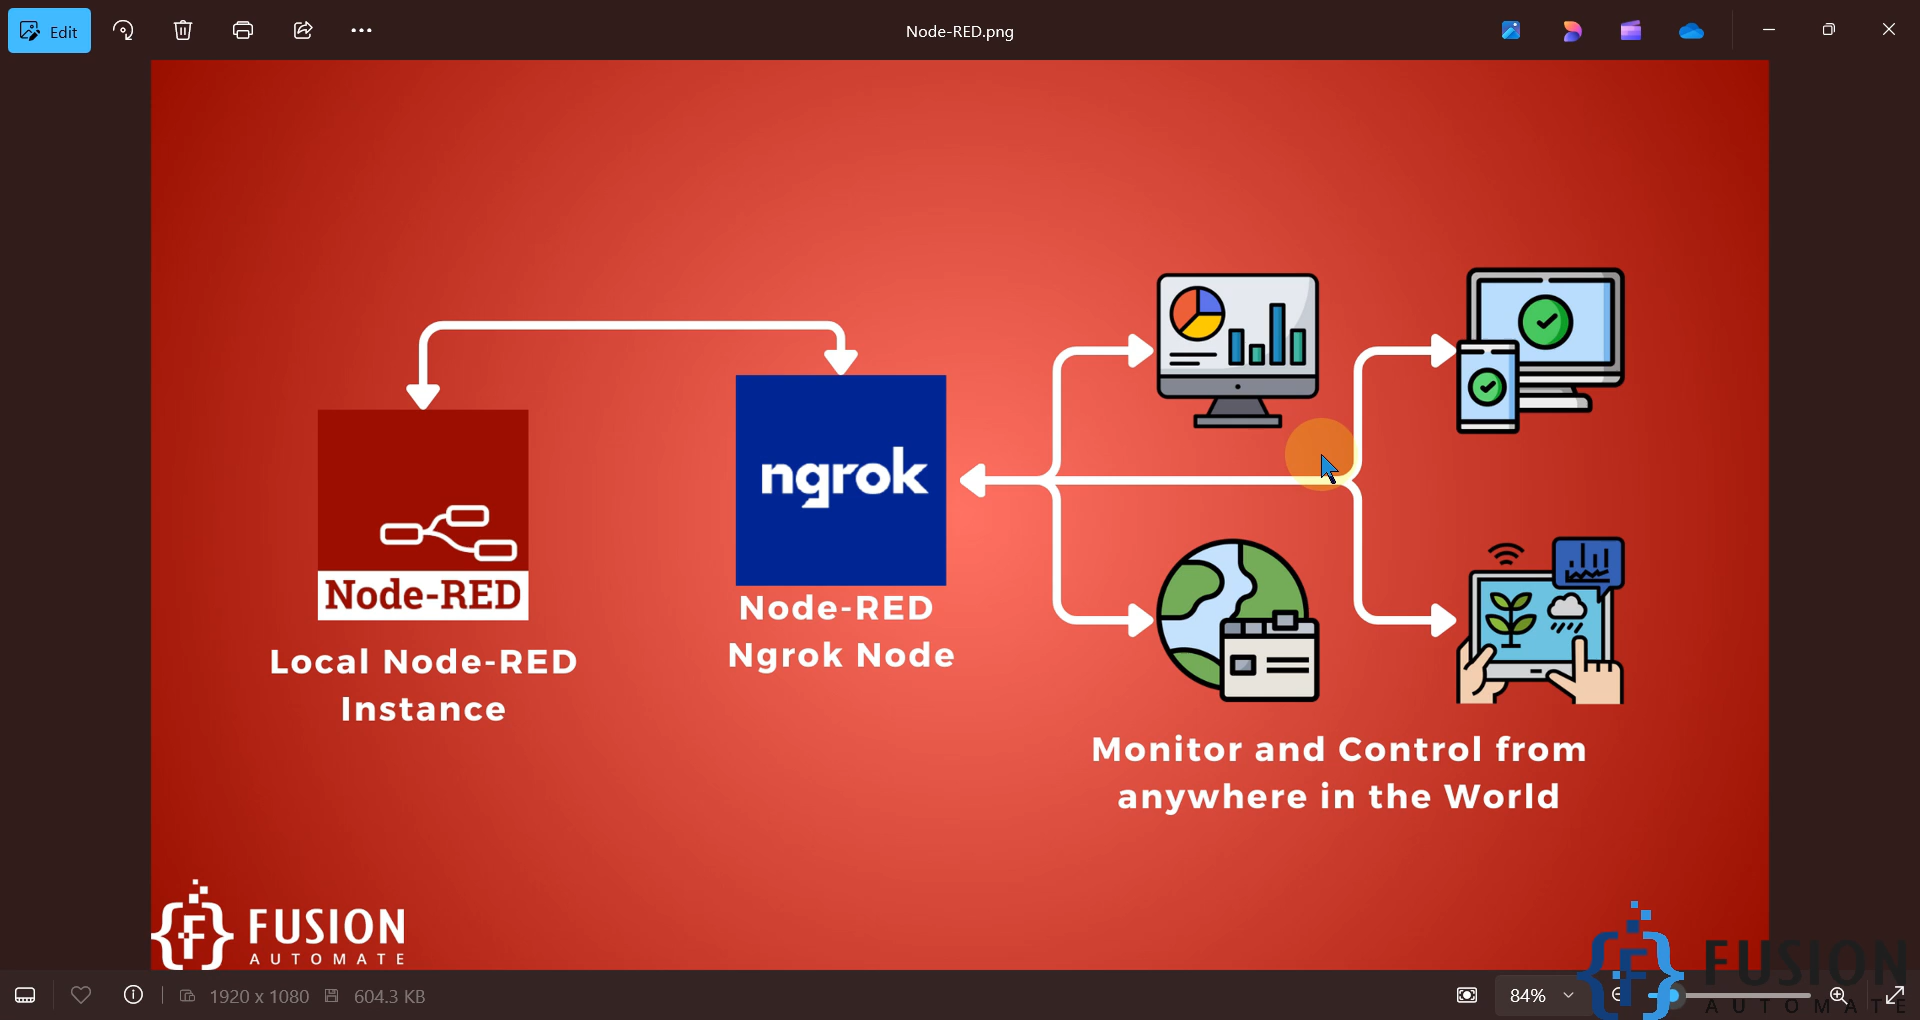 Edit
Node-RED.png
ngrok
Node-RED
Node-RED
Ngrok Node
Local Node-RED
Instance
Monitor and Control from
anywhere in the World
FUSION
AUTOMATE
FUSION
AUTOMATE
1920 x 1080
604.3 KB
84%